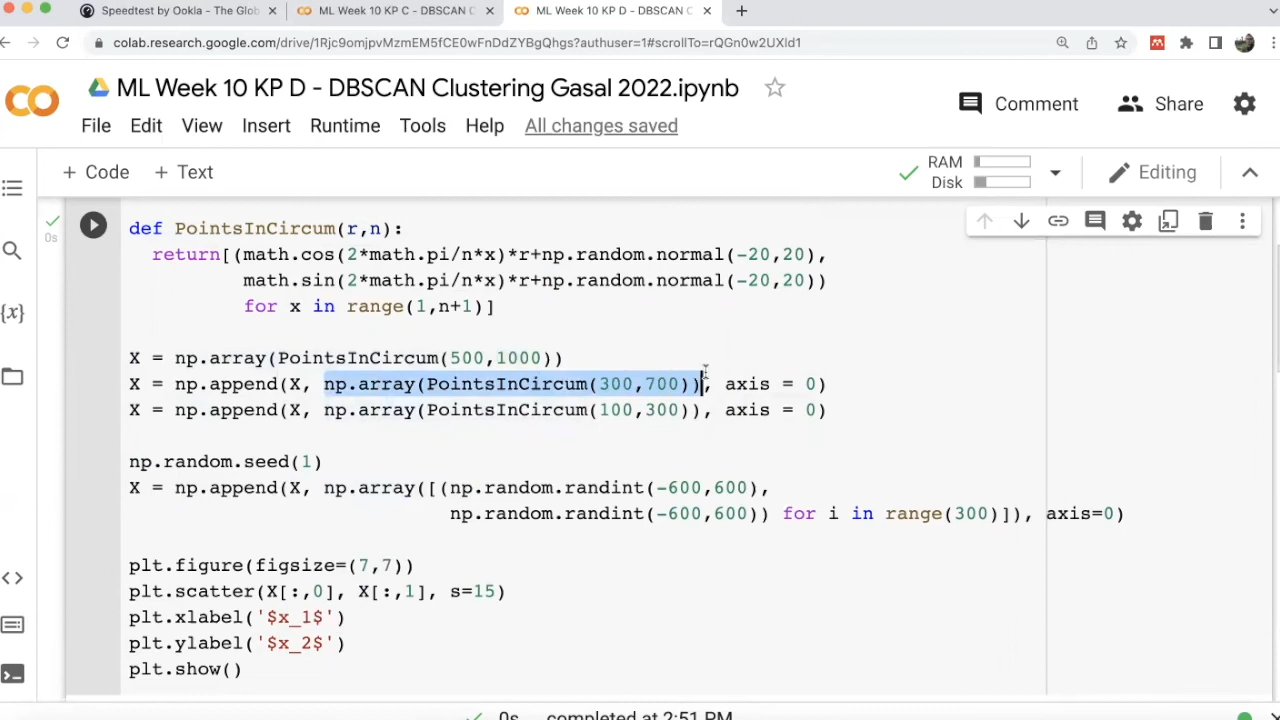 Speedtest by Ookla - The Glob
ML Week 10 KP C - DBSCAN C
ML Week 10 KP D - DBSCAN C
colab.research.google.com/drive/1Rjc9omjpvMzmEM5fCE0wFnDdZYBgQhgs?authuser=1#scrollTo=rQGn0w2UXld1
ML Week 10 KP D - DBSCAN Clustering Gasal 2022.ipynb
Comment
Share
File Edit View Insert Runtime Tools Help All changes saved
+ Code + Text
RAM
Disk
Editing
0s
def PointsInCircum(r,n):
return[(math.cos(2*math.pi/n*x)*r+np.random.normal(-20,20),
math.sin(2*math.pi/n*x)*r+np.random.normal(-20,20))
for x in range(1,n+1)]
X = np.array(PointsInCircum(500,1000))
X = np.append(X, np.array(PointsInCircum(300,700)), axis = 0)
X = np.append(X, np.array(PointsInCircum(100,300)), axis = 0)
np.random.seed(1)
X = np.append(X, np.array([(np.random.randint(-600,600),
np.random.randint(-600,600)) for i in range(300)]), axis=0)
plt.figure(figsize=(7,7))
plt.scatter(X[:,0], X[:,1], s=15)
plt.xlabel('$x_1$')
plt.ylabel('$x_2$')
plt.show()
0s completed at 2:51 PM